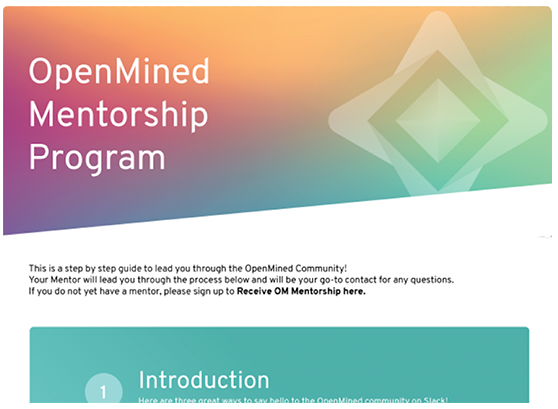 OpenMined
Mentorship
Program
This is a step by step guide to lead you through the OpenMined Community!
Your Mentor will lead you through the process below and will be your go-to contact for any questions.
If you do not yet have a mentor, please sign up to Receive OM Mentorship here.
1
Introduction
Here are three great ways to say hello to the OpenMined community on Slack!